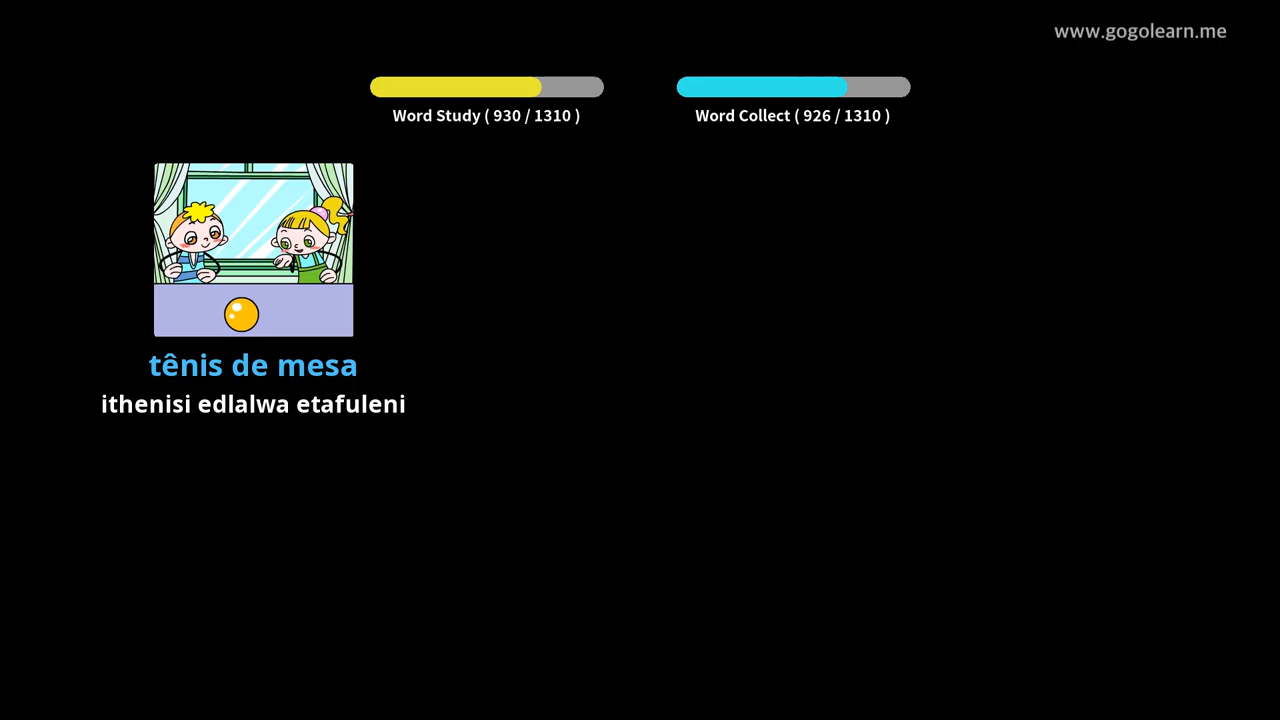 www.gogolearn.me
Word Study ( 930 / 1310 )
Word Collect ( 926 / 1310 )
tênis de mesa
ithenisi edlalwa etafuleni